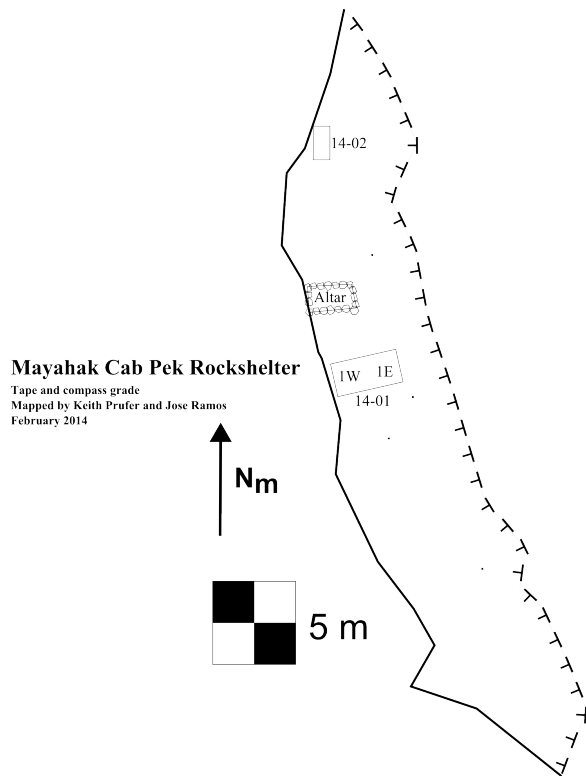 14-02
Altar
Mayahak Cab Pek Rockshelter
Tape and compass grade
Mapped by Keith Prufer and Jose Ramos
February 2014
1W 1E
14-01
Nm
5 m